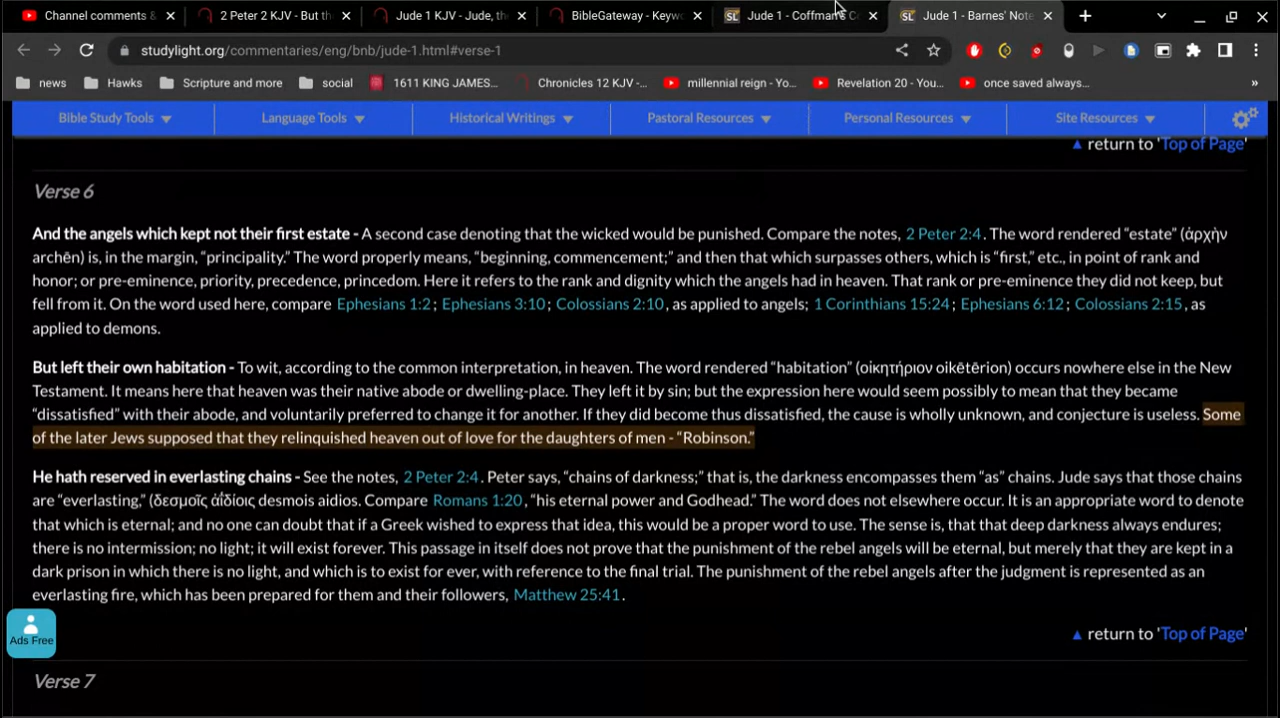 Channel comments &
2 Peter 2 KJV - But th
Jude 1 KJV - Jude, the
BibleGateway - Keyw
SL Jude 1 - Coffman's C
SL Jude 1 - Barnes' Note
studylight.org/commentaries/eng/bnb/jude-1.html#verse-1
news Hawks Scripture and more social 1611 KING JAMES... Chronicles 12 KJV -... millennial reign - Yo... Revelation 20 - You... once saved always... »
Bible Study Tools Language Tools Historical Writings Pastoral Resources Personal Resources Site Resources
▲ return to 'Top of Page'
Verse 6
And the angels which kept not their first estate - A second case denoting that the wicked would be punished. Compare the notes, 2 Peter 2:4. The word rendered “estate” (ἀρχὴν
archēn) is, in the margin, “principality.” The word properly means, “beginning, commencement;” and then that which surpasses others, which is “first,” etc., in point of rank and
honor; or pre-eminence, priority, precedence, princedom. Here it refers to the rank and dignity which the angels had in heaven. That rank or pre-eminence they did not keep, but
fell from it. On the word used here, compare Ephesians 1:2; Ephesians 3:10; Colossians 2:10, as applied to angels; 1 Corinthians 15:24; Ephesians 6:12; Colossians 2:15, as
applied to demons.
But left their own habitation - To wit, according to the common interpretation, in heaven. The word rendered “habitation” (οἰκητήριον oikētērion) occurs nowhere else in the New
Testament. It means here that heaven was their native abode or dwelling-place. They left it by sin; but the expression here would seem possibly to mean that they became
“dissatisfied” with their abode, and voluntarily preferred to change it for another. If they did become thus dissatisfied, the cause is wholly unknown, and conjecture is useless. Some
of the later Jews supposed that they relinquished heaven out of love for the daughters of men - “Robinson.”
He hath reserved in everlasting chains - See the notes, 2 Peter 2:4. Peter says, “chains of darkness;” that is, the darkness encompasses them “as” chains. Jude says that those chains
are “everlasting,” (δεσμοῖς ἀΐδίοις desmois aidios. Compare Romans 1:20, “his eternal power and Godhead.” The word does not elsewhere occur. It is an appropriate word to denote
that which is eternal; and no one can doubt that if a Greek wished to express that idea, this would be a proper word to use. The sense is, that that deep darkness always endures;
there is no intermission; no light; it will exist forever. This passage in itself does not prove that the punishment of the rebel angels will be eternal, but merely that they are kept in a
dark prison in which there is no light, and which is to exist for ever, with reference to the final trial. The punishment of the rebel angels after the judgment is represented as an
everlasting fire, which has been prepared for them and their followers, Matthew 25:41.
Ads Free
▲ return to 'Top of Page'
Verse 7